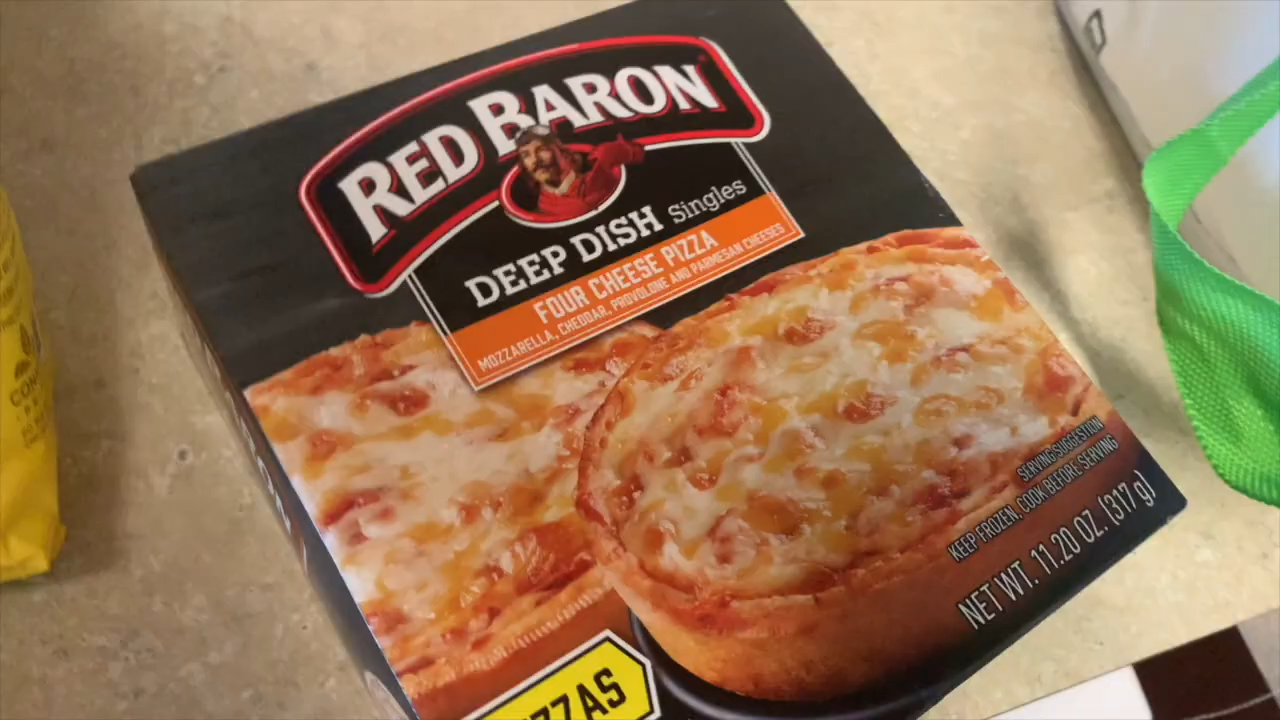 RED BARON
DEEP DISH Singles
FOUR CHEESE PIZZA
MOZZARELLA, CHEDDAR, PROVOLONE AND PARMESAN CHEESES
SERVING SUGGESTION
KEEP FROZEN, COOK BEFORE SERVING
NET WT. 11.20 OZ. (317 g)